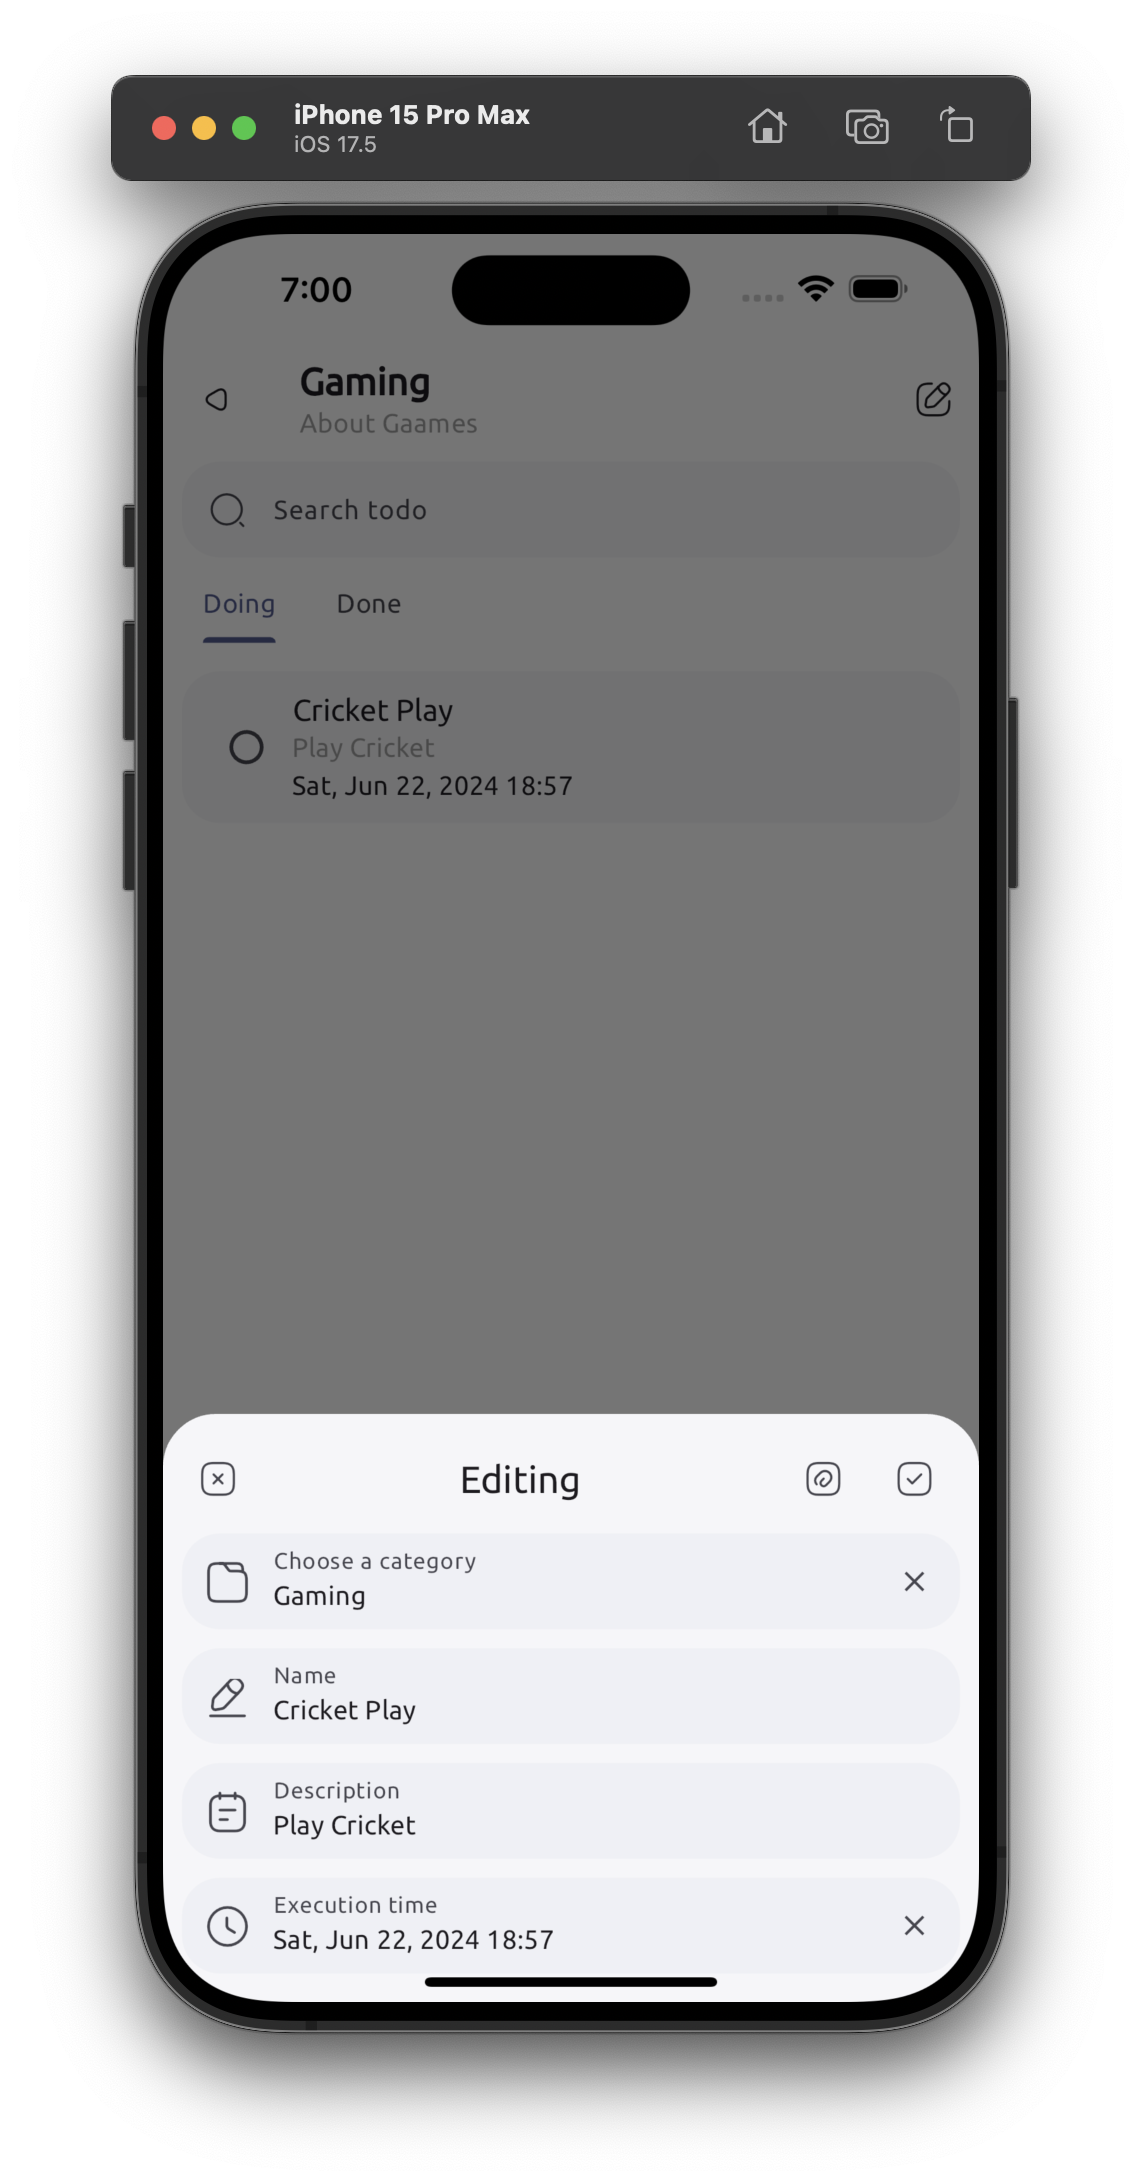 iPhone 15 Pro Max
iOS 17.5
7:00
Gaming
About Gaames
Search todo
Doing Done
Cricket Play
Play Cricket
Sat, Jun 22, 2024 18:57
Editing
Choose a category
Gaming
Name
Cricket Play
Description
Play Cricket
Execution time
Sat, Jun 22, 2024 18:57